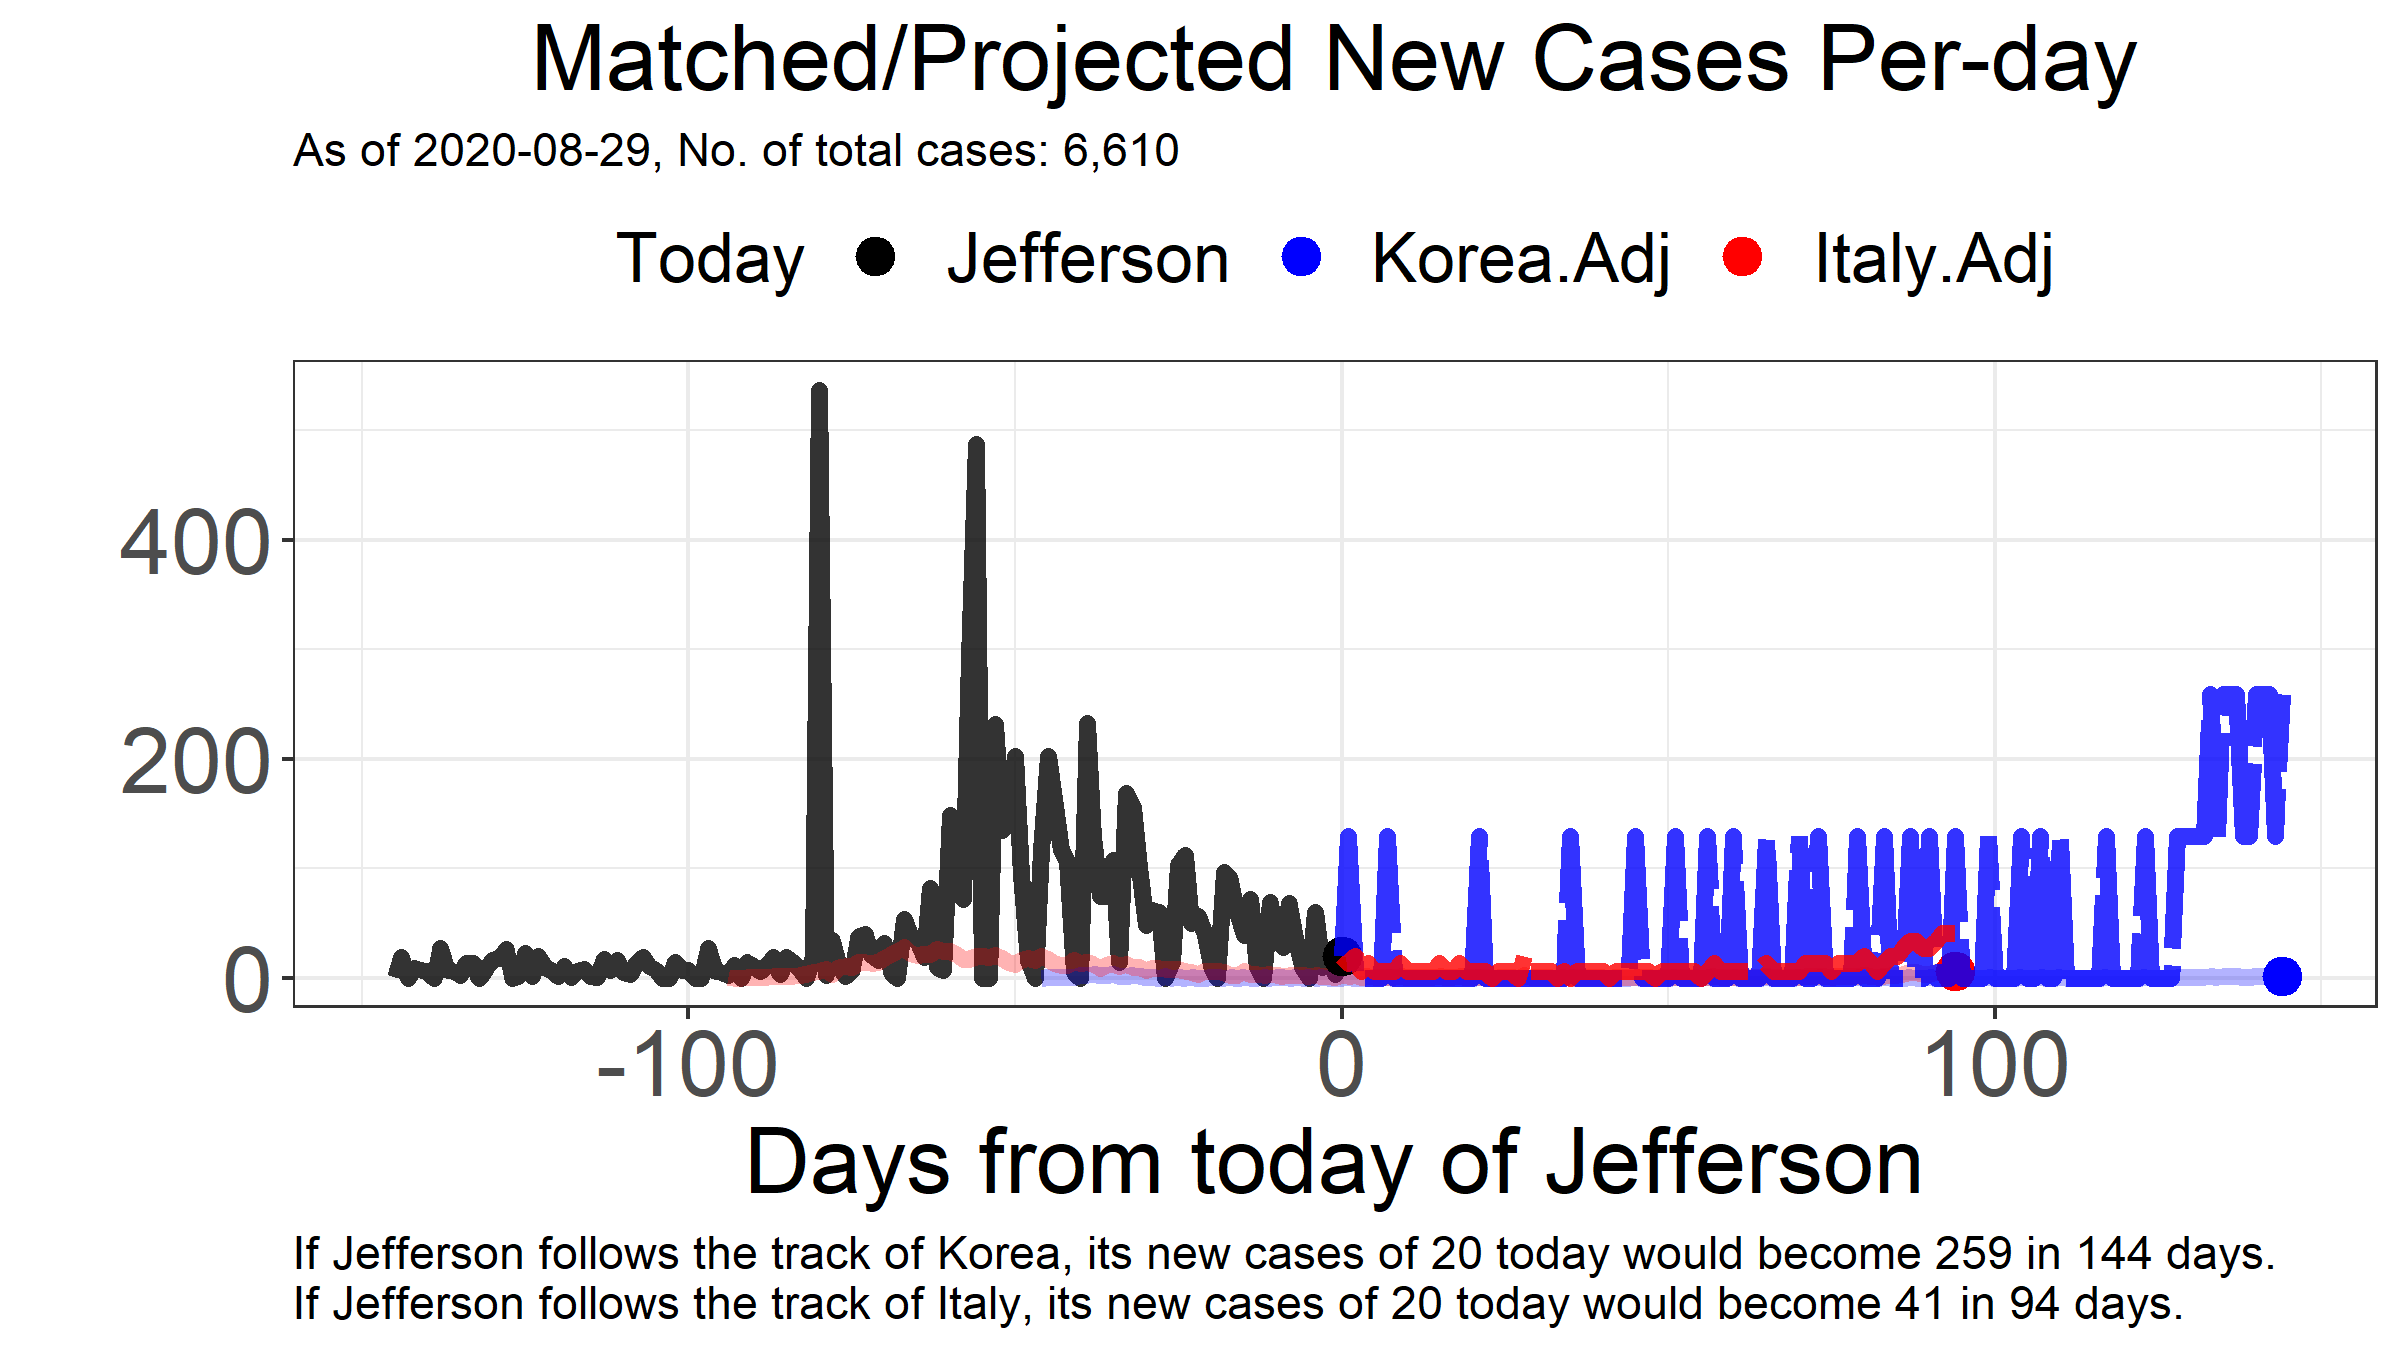 Matched/Projected New Cases Per-day
As of 2020-08-29, No. of total cases: 6,610
Today Jefferson Korea.Adj Italy.Adj
400
200
0
-100 0 100
Days from today of Jefferson
If Jefferson follows the track of Korea, its new cases of 20 today would become 259 in 144 days.
If Jefferson follows the track of Italy, its new cases of 20 today would become 41 in 94 days.